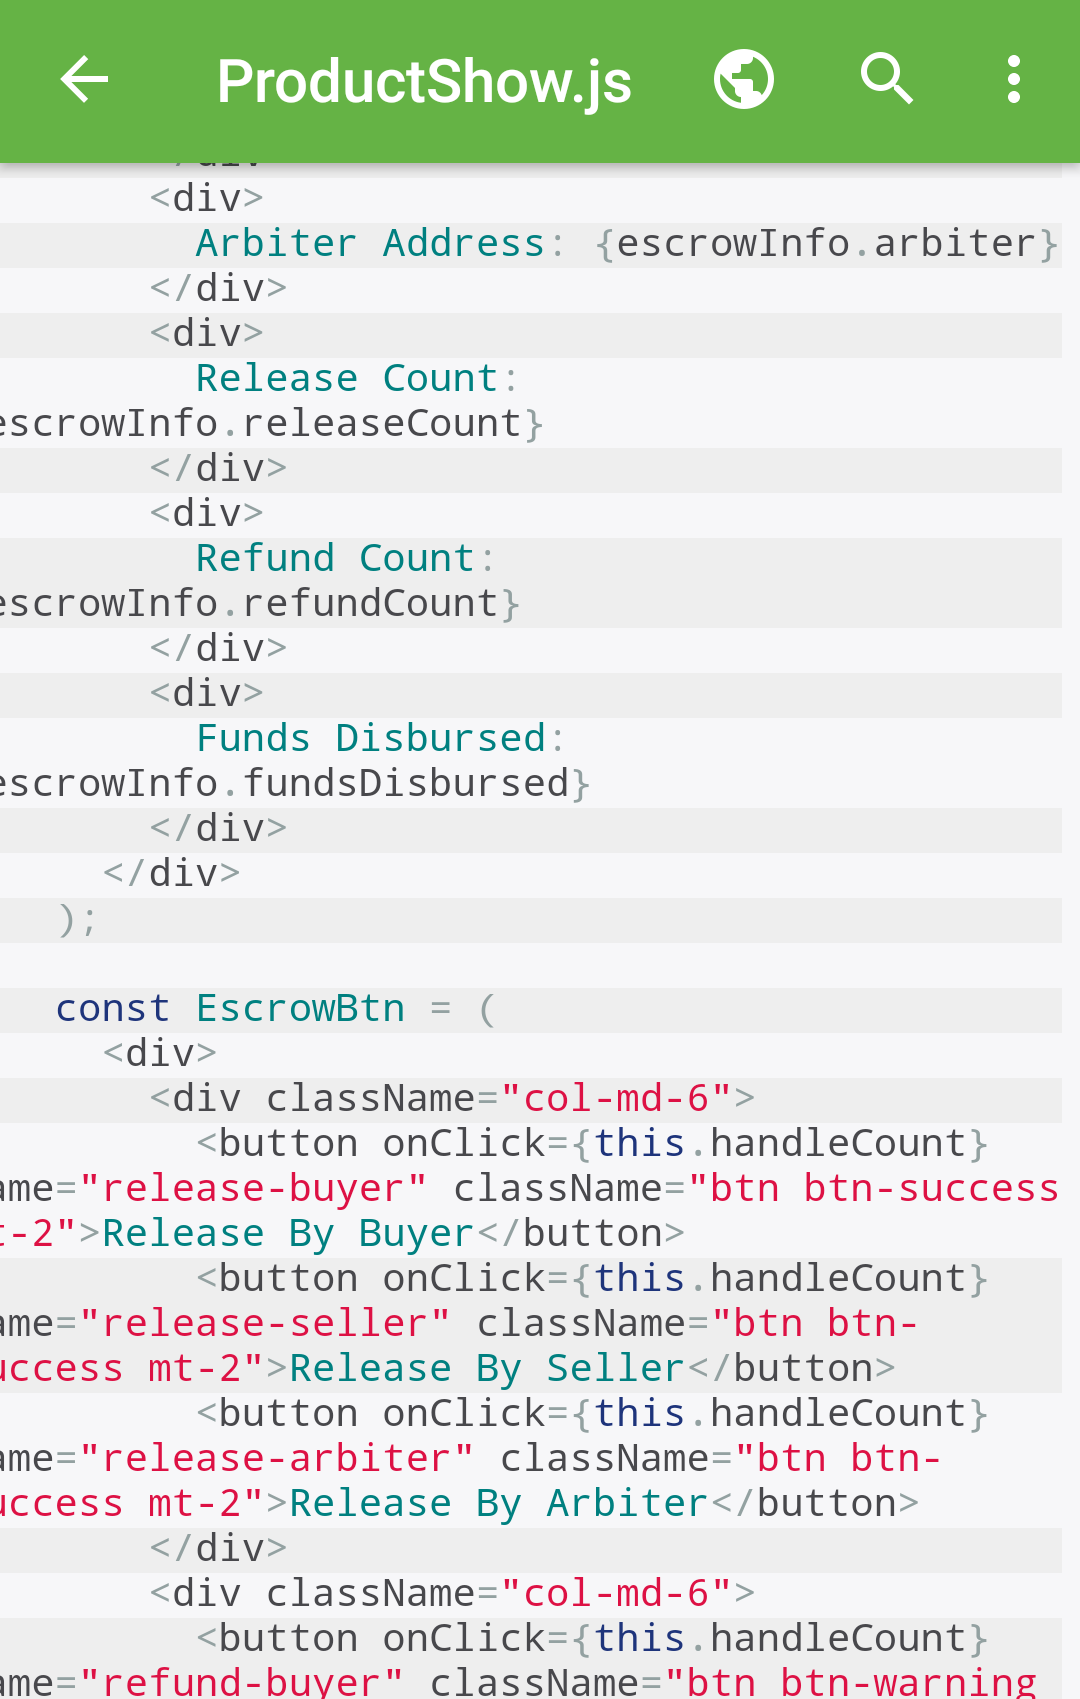 ProductShow.js
<div>
Arbiter Address: {escrowInfo.arbiter}
</div>
<div>
Release Count:
escrowInfo.releaseCount}
</div>
<div>
Refund Count:
escrowInfo.refundCount}
</div>
<div>
Funds Disbursed:
escrowInfo.fundsDisbursed}
</div>
</div>
);
const EscrowBtn = (
<div>
<div className="col-md-6">
<button onClick={this.handleCount}
ame="release-buyer" className="btn btn-success
t-2">Release By Buyer</button>
<button onClick={this.handleCount}
ame="release-seller" className="btn btn-
uccess mt-2">Release By Seller</button>
<button onClick={this.handleCount}
ame="release-arbiter" className="btn btn-
uccess mt-2">Release By Arbiter</button>
</div>
<div className="col-md-6">
<button onClick={this.handleCount}
ame="refund-buyer" className="btn btn-warning